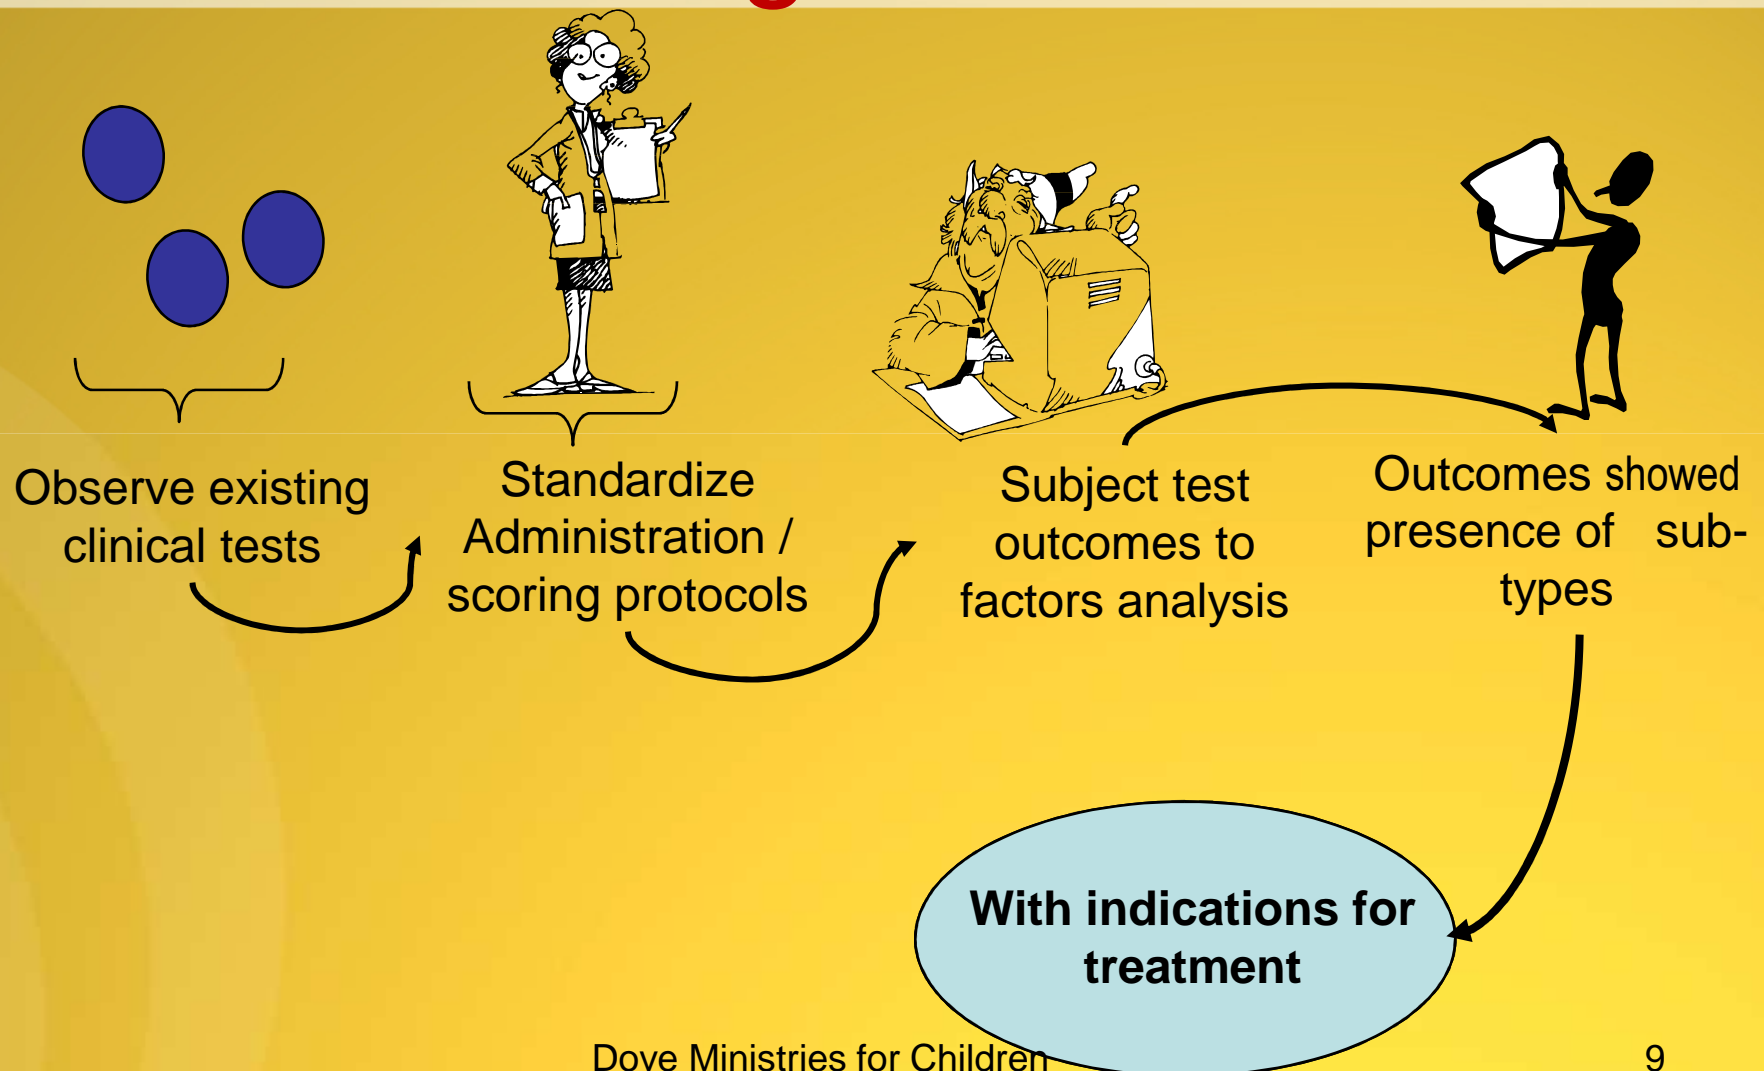 Observe existing
clinical tests
Standardize
Administration /
scoring protocols
Subject test
outcomes to
factors analysis
Outcomes showed
presence of sub-
types
With indications for
treatment
Dove Ministries for Children
9